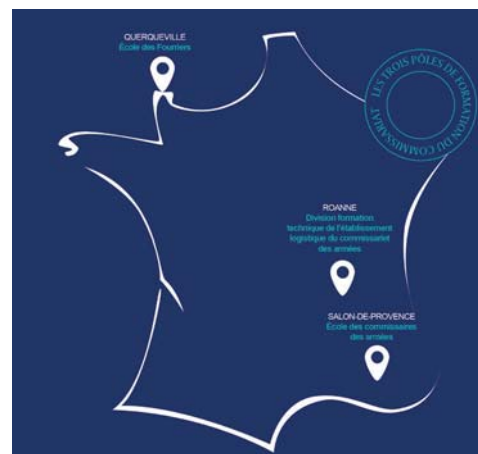 QUERQUEVILLE
École des Fourriers
LES TROIS PÔLES DE FORMATION DU COMMISSARIAT
ROANNE
Division formation
technique de l'établissement
logistique du commissariat
des armées
SALON-DE-PROVENCE
École des commissaires
des armées